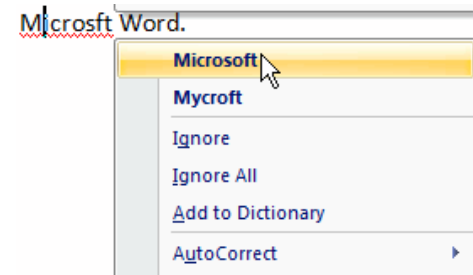 Microsft Word.
Microsoft
Mycroft
Ignore
Ignore All
Add to Dictionary
AutoCorrect